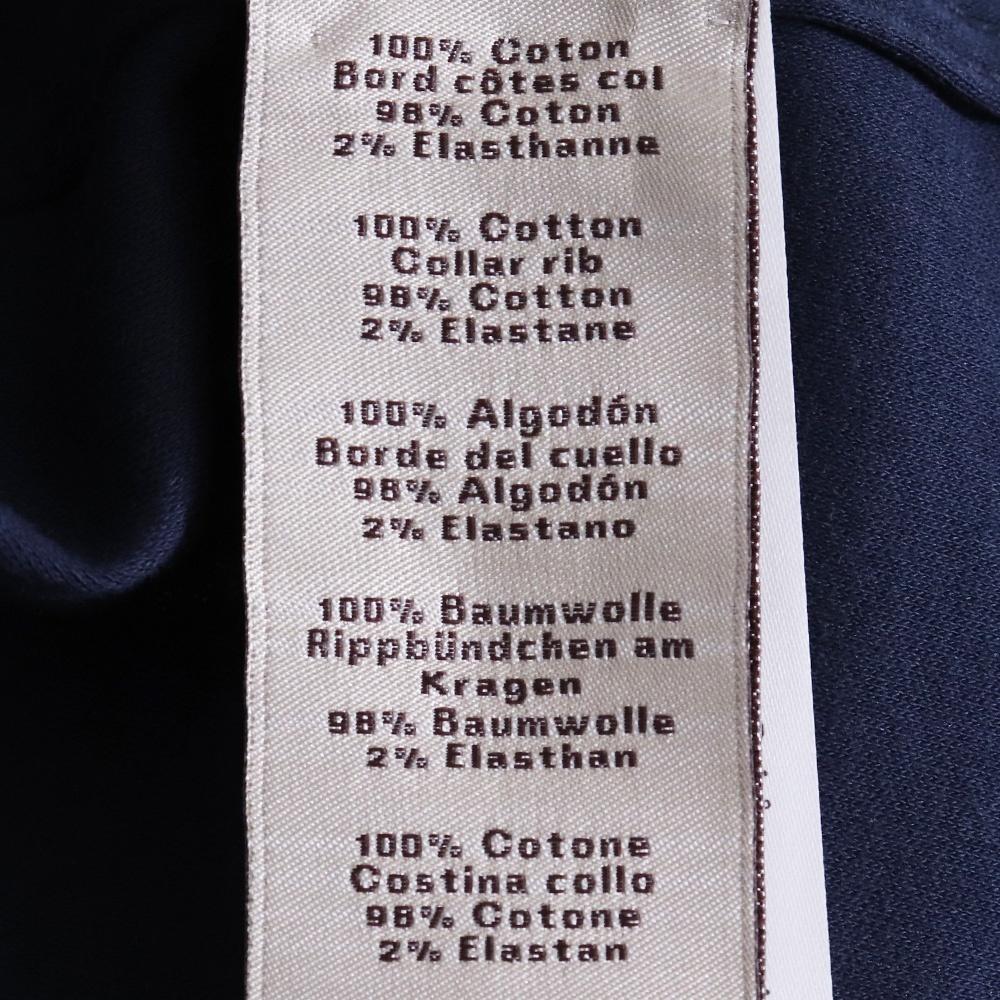 100% Coton
Bord côtes col
98% Coton
2% Elasthanne
100% Cotton
Collar rib
98% Cotton
2% Elastane
100% Algodón
Borde del cuello
98% Algodón
2% Elastano
100% Baumwolle
Rippbündchen am
Kragen
98% Baumwolle
2% Elasthan
100% Cotone
Costina collo
98% Cotone
2% Elastan